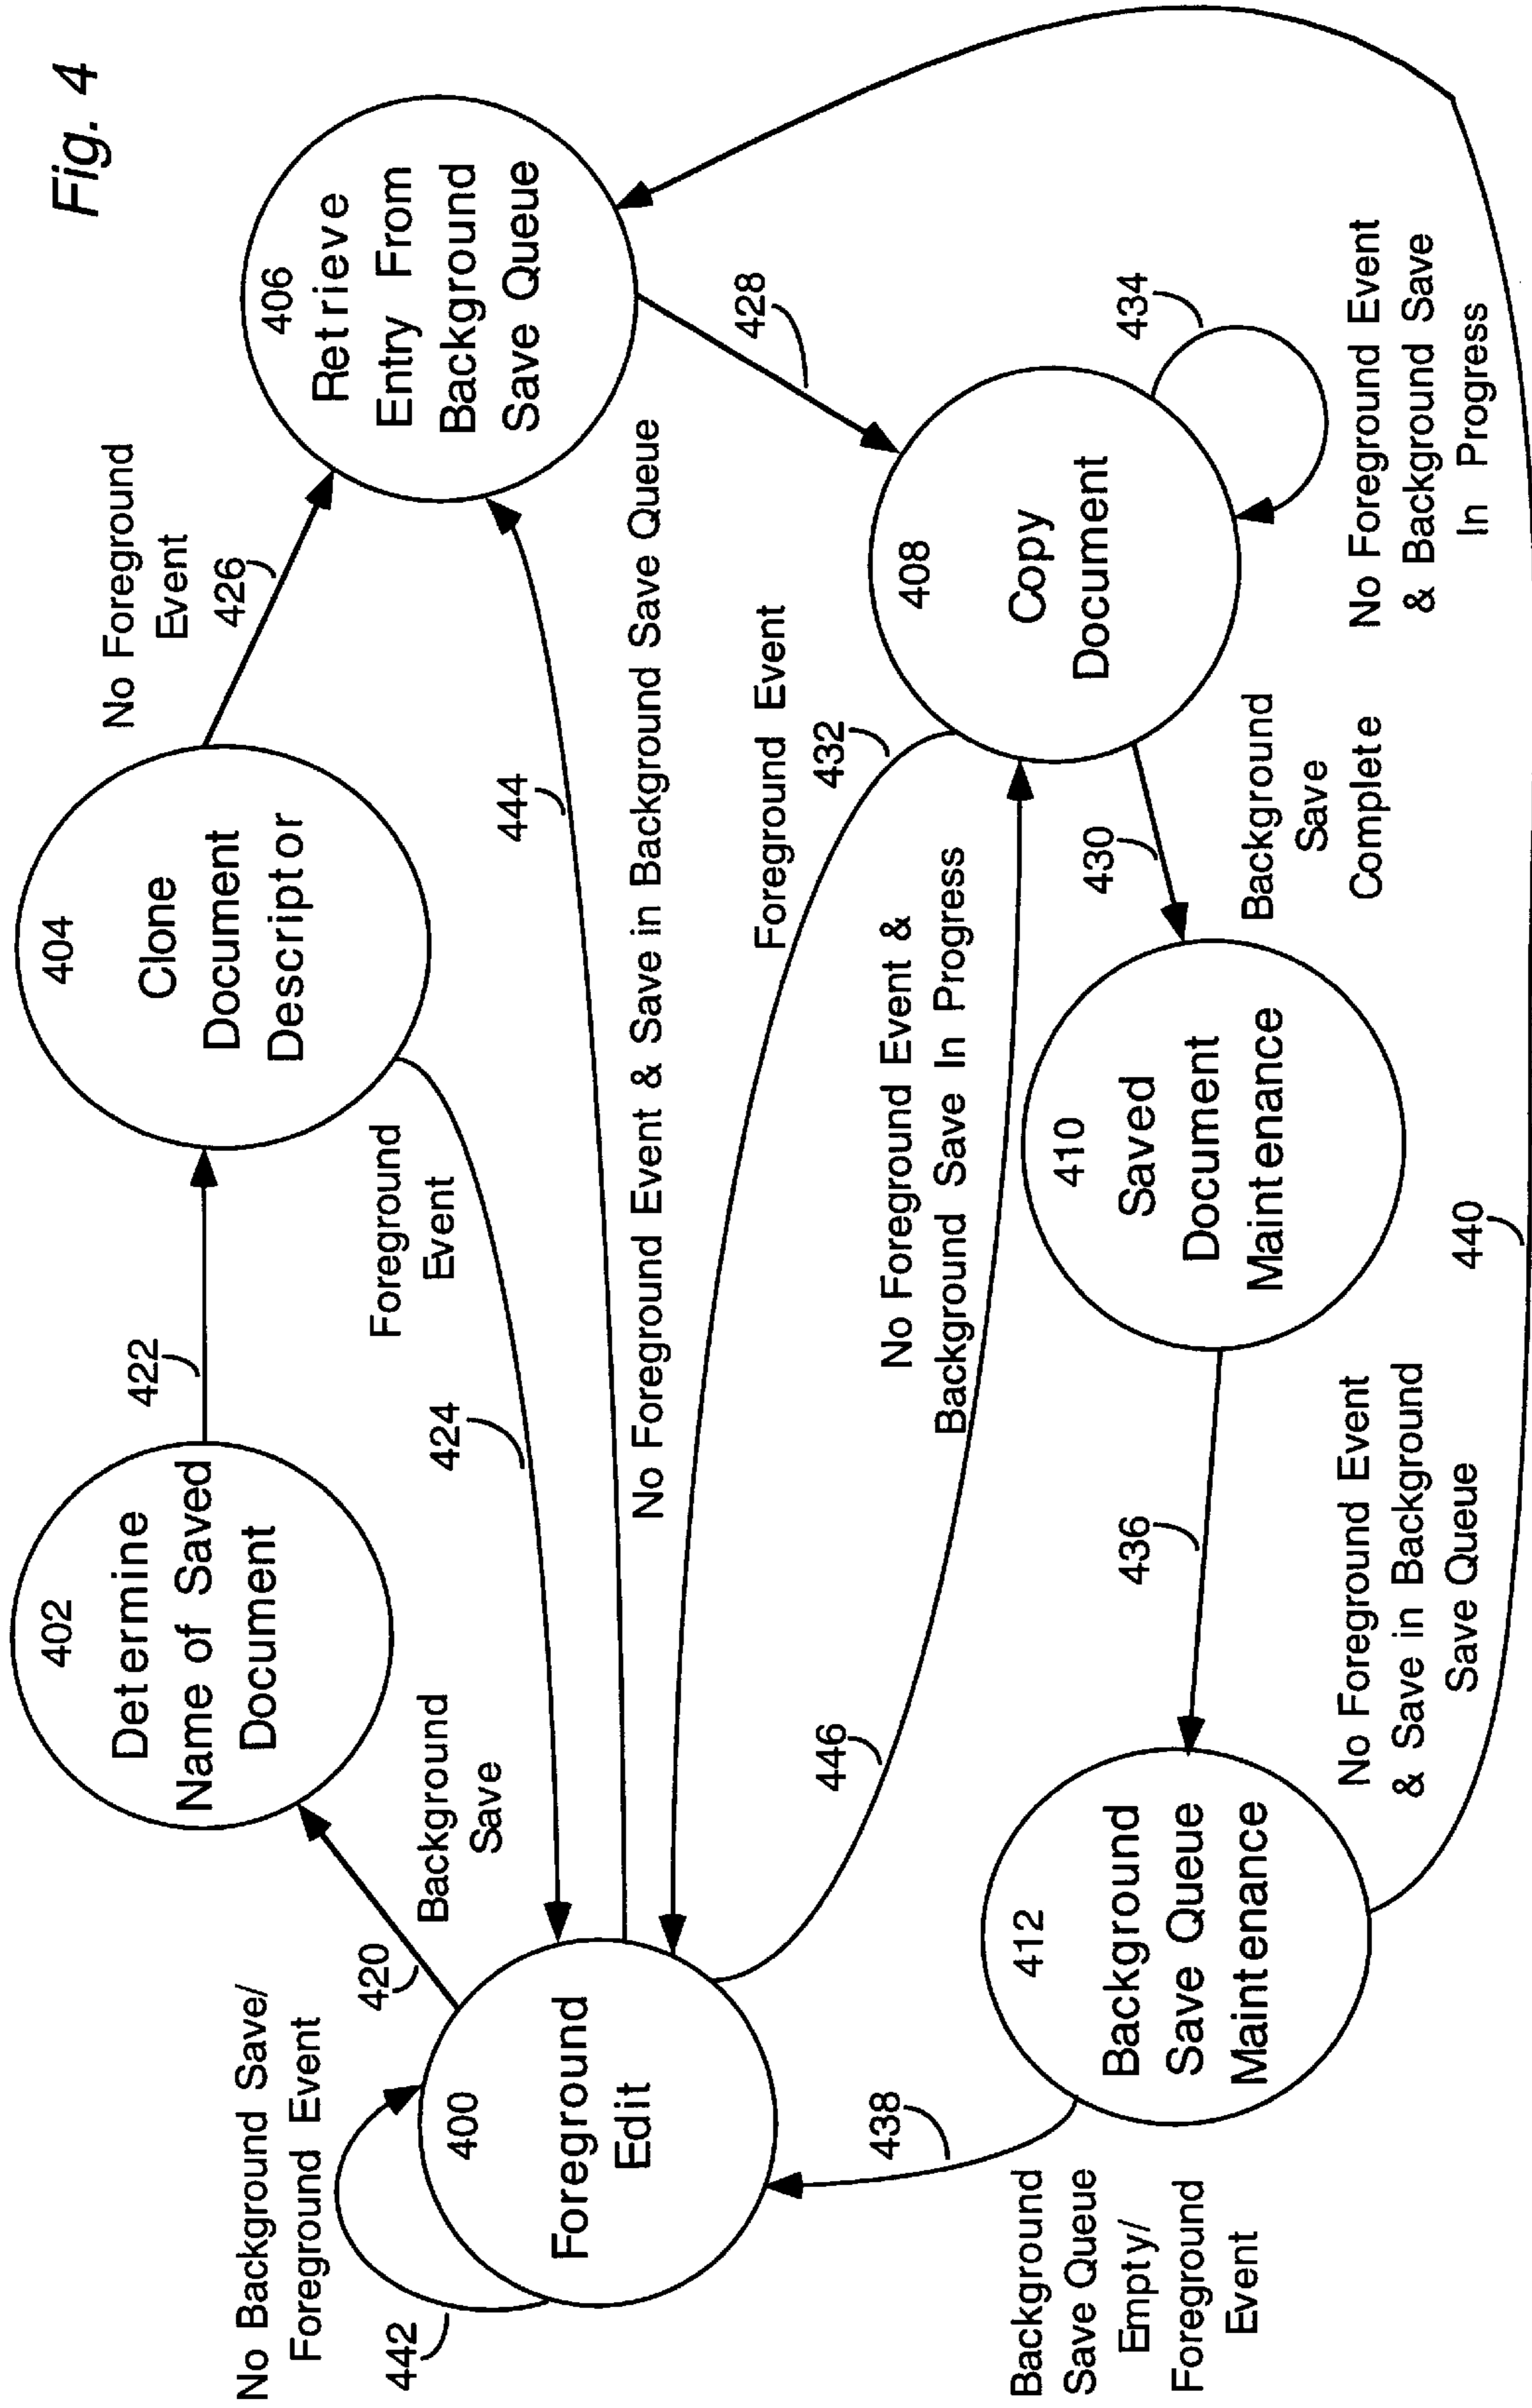 Fig. 4
402
Determine
Name of Saved
Document
422
404
Clone
Document
Descriptor
No Foreground
Event
426
406
Retrieve
Entry From
Background
Save Queue
No Background Save/
Foreground Event
442
420
Background
Save
424
Foreground
Event
444
No Foreground Event & Save in Background Save Queue
428
400
Foreground
Edit
Foreground Event
432
446
No Foreground Event &
Background Save In Progress
408
Copy
Document
434
No Foreground Event
& Background Save
In Progress
430
Background
Save
Complete
410
Saved
Document
Maintenance
436
412
Background
Save Queue
Maintenance
438
Background
Save Queue
Empty/
Foreground
Event
No Foreground Event
& Save in Background
Save Queue
440